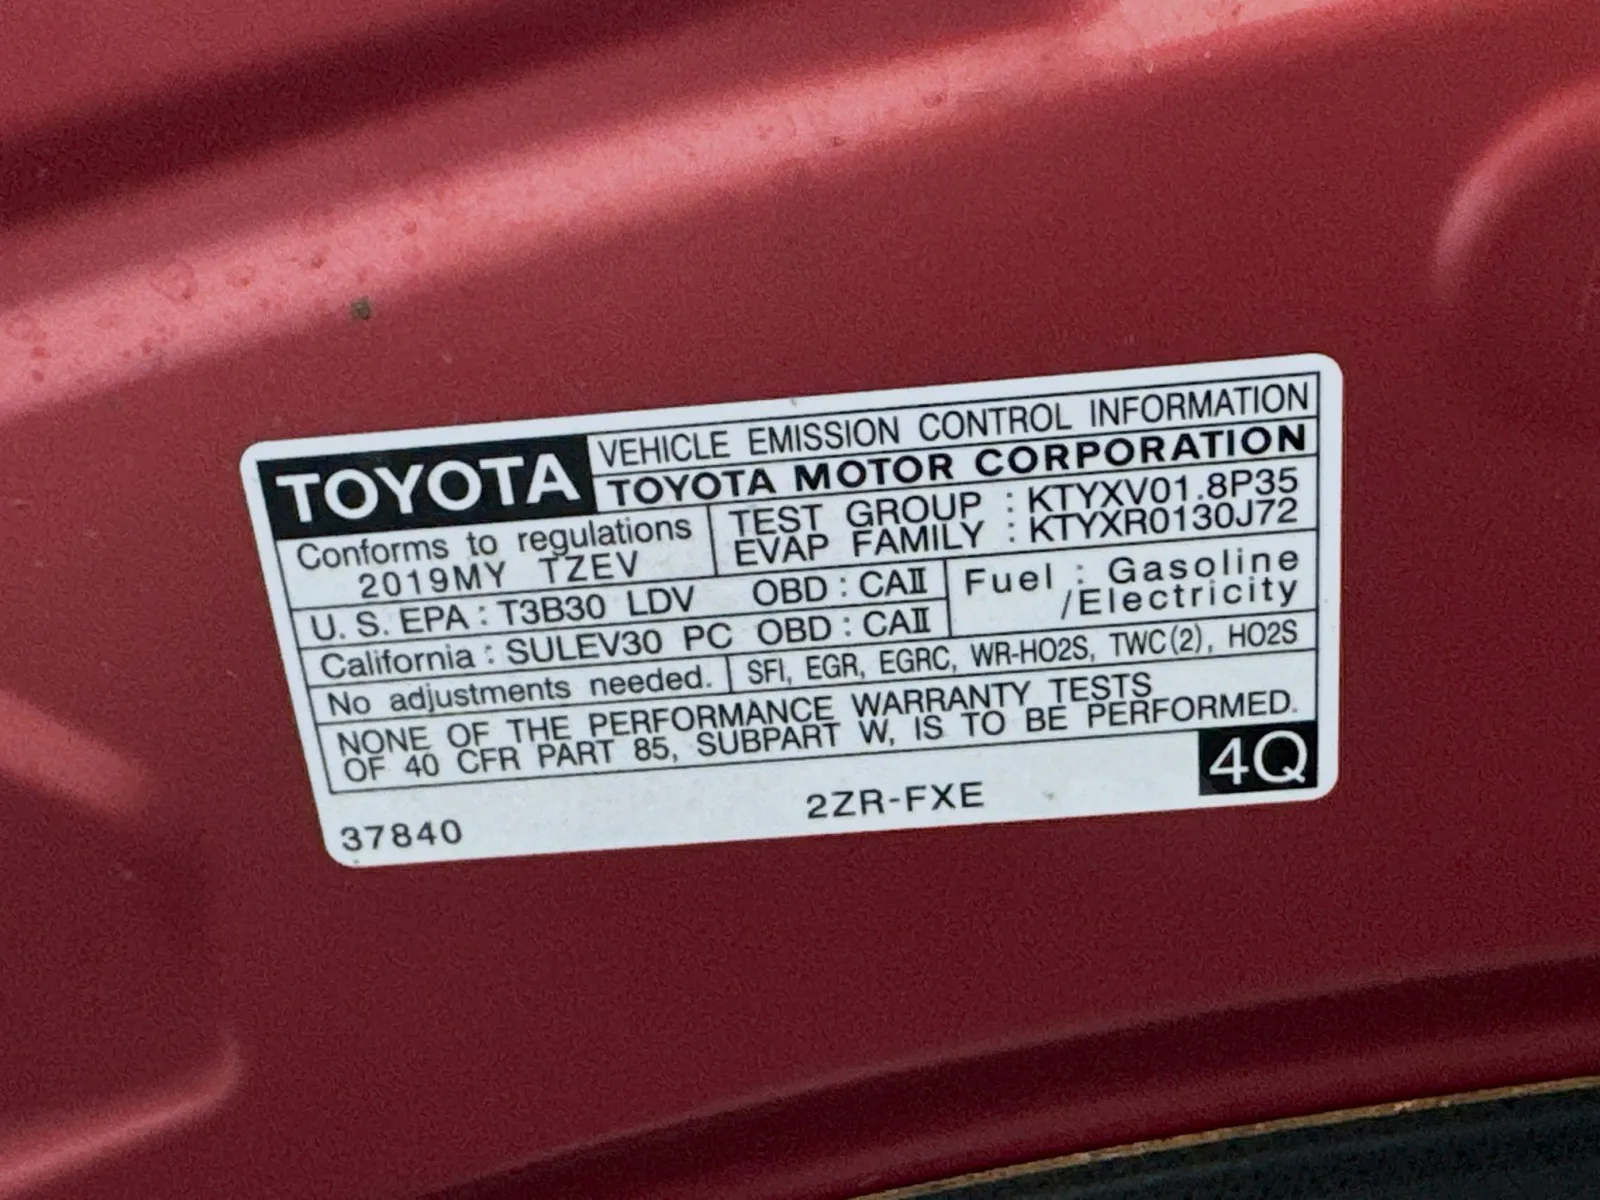 TOYOTA
VEHICLE EMISSION CONTROL INFORMATION
TOYOTA MOTOR CORPORATION
Conforms to regulations
2019MY TZEV
TEST GROUP : KTYXV01.8P35
EVAP FAMILY : KTYXR0130J72
U.S. EPA : T3B30 LDV OBD : CAⅡ
California : SULEV30 PC OBD : CAⅡ
Fuel : Gasoline
/Electricity
No adjustments needed.
SFI, EGR, EGRC, WR-HO2S, TWC(2), HO2S
NONE OF THE PERFORMANCE WARRANTY TESTS
OF 40 CFR PART 85, SUBPART W, IS TO BE PERFORMED.
37840
2ZR-FXE
4Q